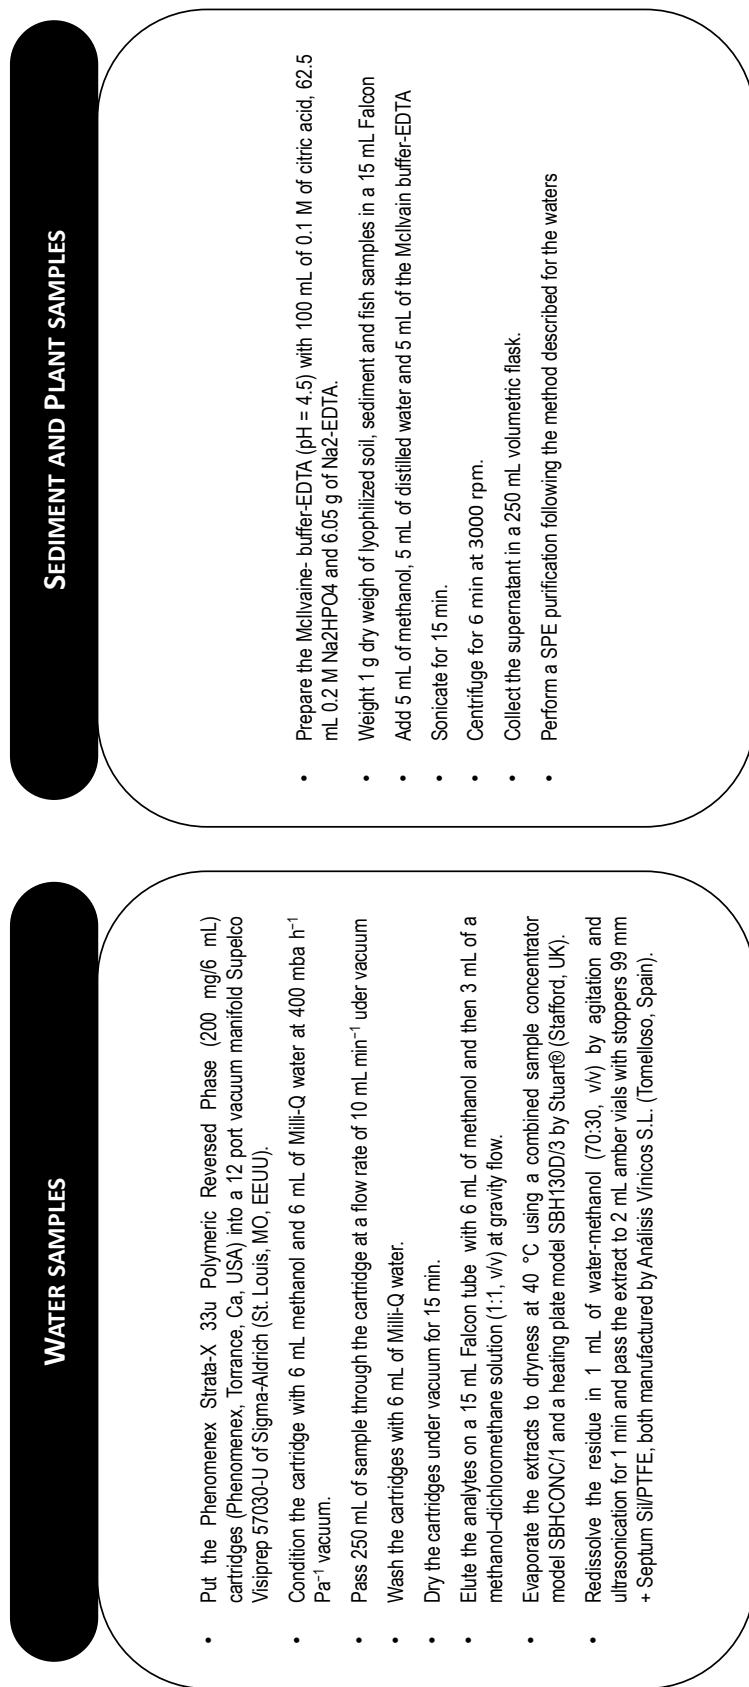 WATER SAMPLES
• Put the Phenomenex Strata-X 33u Polymeric Reversed Phase (200 mg/6 mL)
cartridges (Phenomenex, Torrance, Ca, USA) into a 12 port vacuum manifold Supelco
Visiprep 57030-U of Sigma-Aldrich (St. Louis, MO, EEUU).
• Condition the cartridge with 6 mL methanol and 6 mL of Milli-Q water at 400 mba h⁻¹
Pa⁻¹ vacuum.
• Pass 250 mL of sample through the cartridge at a flow rate of 10 mL min⁻¹ uder vacuum
• Wash the cartridges with 6 mL of Milli-Q water.
• Dry the cartridges under vacuum for 15 min.
• Elute the analytes on a 15 mL Falcon tube with 6 mL of methanol and then 3 mL of a
methanol–dichloromethane solution (1:1, v/v) at gravity flow.
• Evaporate the extracts to dryness at 40 °C using a combined sample concentrator
model SBHCONC/1 and a heating plate model SBH130D/3 by Stuart® (Stafford, UK).
• Redissolve the residue in 1 mL of water-methanol (70:30, v/v) by agitation and
ultrasonication for 1 min and pass the extract to 2 mL amber vials with stoppers 99 mm
+ Septum Sil/PTFE, both manufactured by Análisis Vínicos S.L. (Tomelloso, Spain).
SEDIMENT AND PLANT SAMPLES
• Prepare the McIlvaine- buffer-EDTA (pH = 4.5) with 100 mL of 0.1 M of citric acid, 62.5
mL 0.2 M Na2HPO4 and 6.05 g of Na2-EDTA.
• Weight 1 g dry weigh of lyophilized soil, sediment and fish samples in a 15 mL Falcon
• Add 5 mL of methanol, 5 mL of distilled water and 5 mL of the McIlvain buffer-EDTA
• Sonicate for 15 min.
• Centrifuge for 6 min at 3000 rpm.
• Collect the supernatant in a 250 mL volumetric flask.
• Perform a SPE purification following the method described for the waters